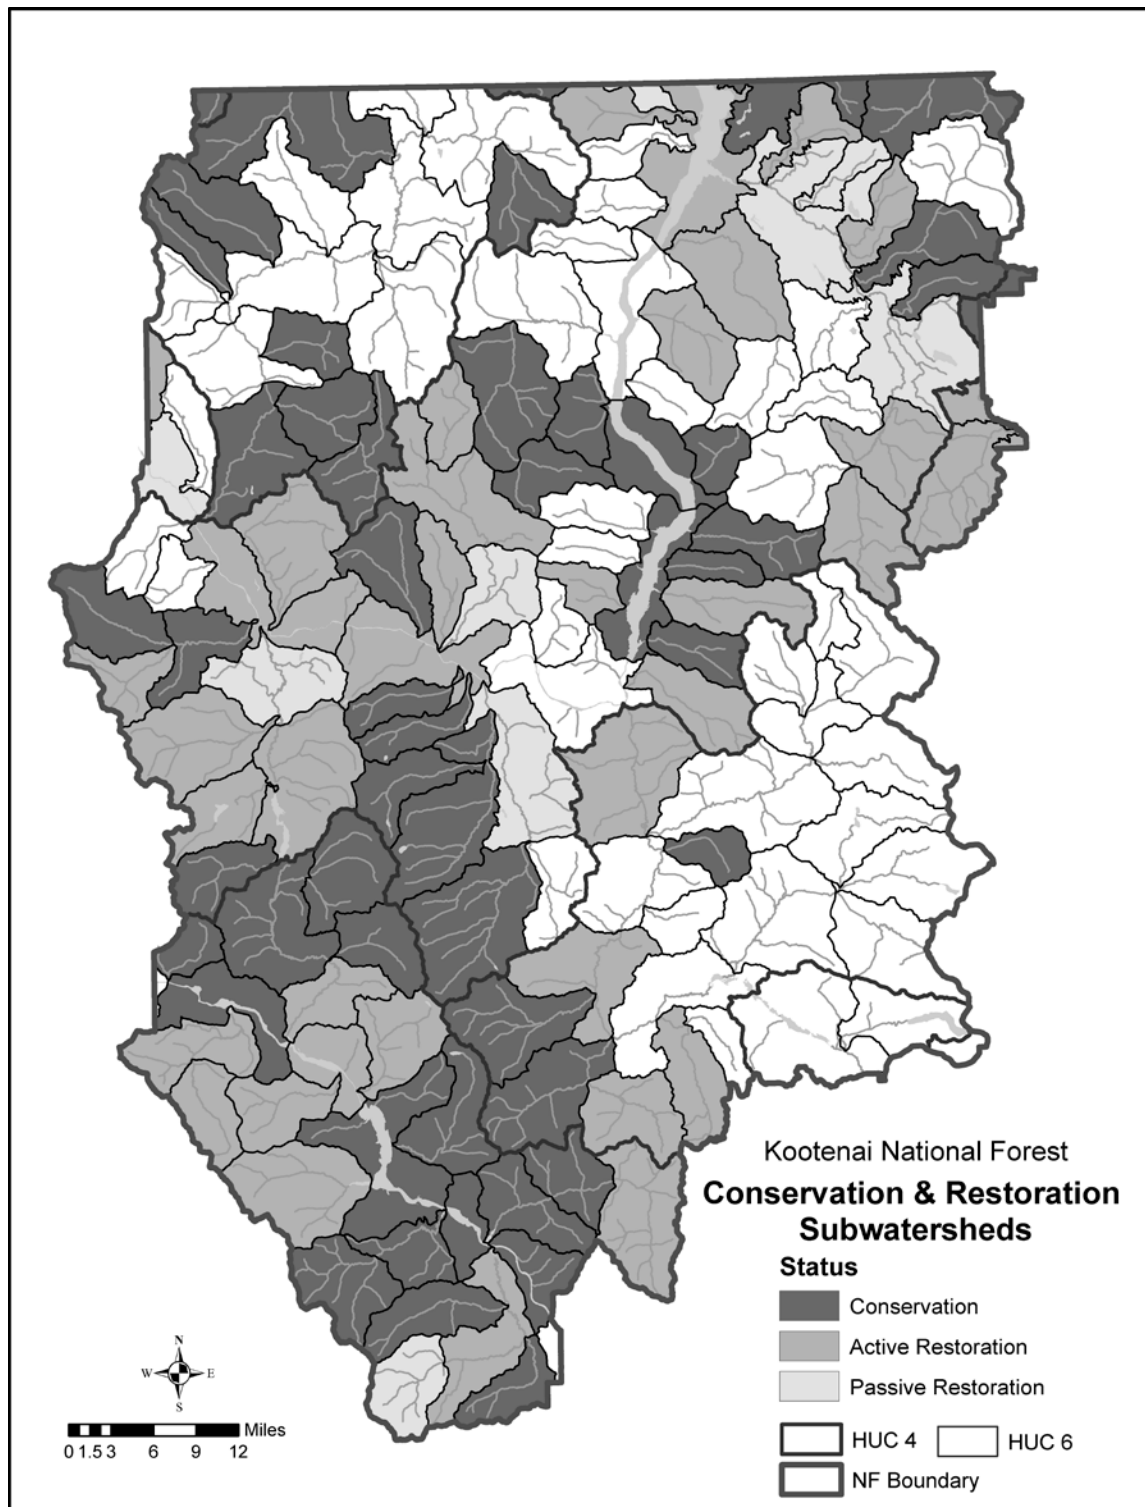 Kootenai National Forest
Conservation & Restoration
Subwatersheds
Status
Conservation
Active Restoration
Passive Restoration
HUC 4 HUC 6
NF Boundary
N
W E
S
Miles
0 1.5 3 6 9 12